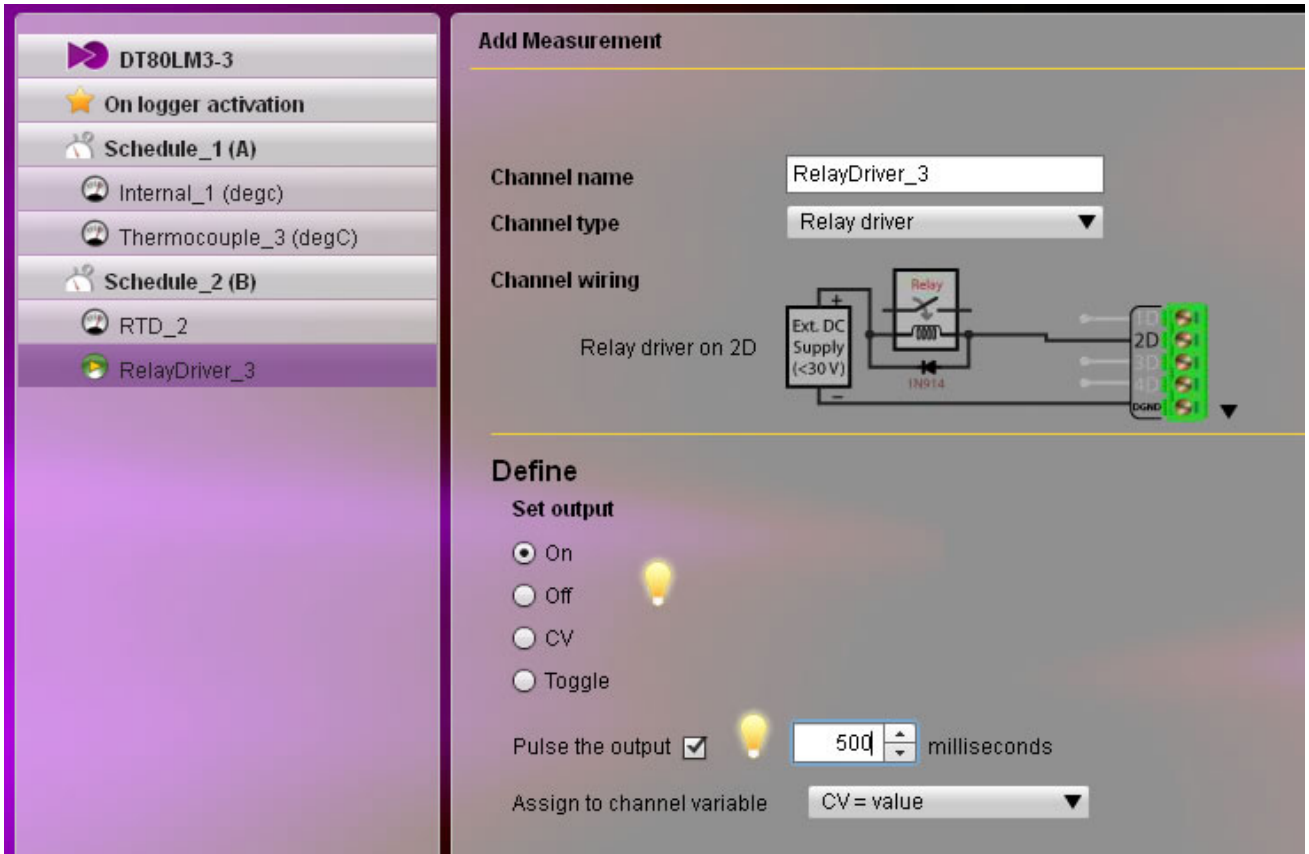 DT80LM3-3
On logger activation
Schedule_1 (A)
Internal_1 (degc)
Thermocouple_3 (degC)
Schedule_2 (B)
RTD_2
RelayDriver_3
Add Measurement
Channel name RelayDriver_3
Channel type Relay driver
Channel wiring
Relay driver on 2D
Relay
+
Ext. DC
Supply
(<30 V)
IN914
−
1D
2D
3D
4D
DGND
Define
Set output
On
Off
CV
Toggle
Pulse the output 500 milliseconds
Assign to channel variable CV = value